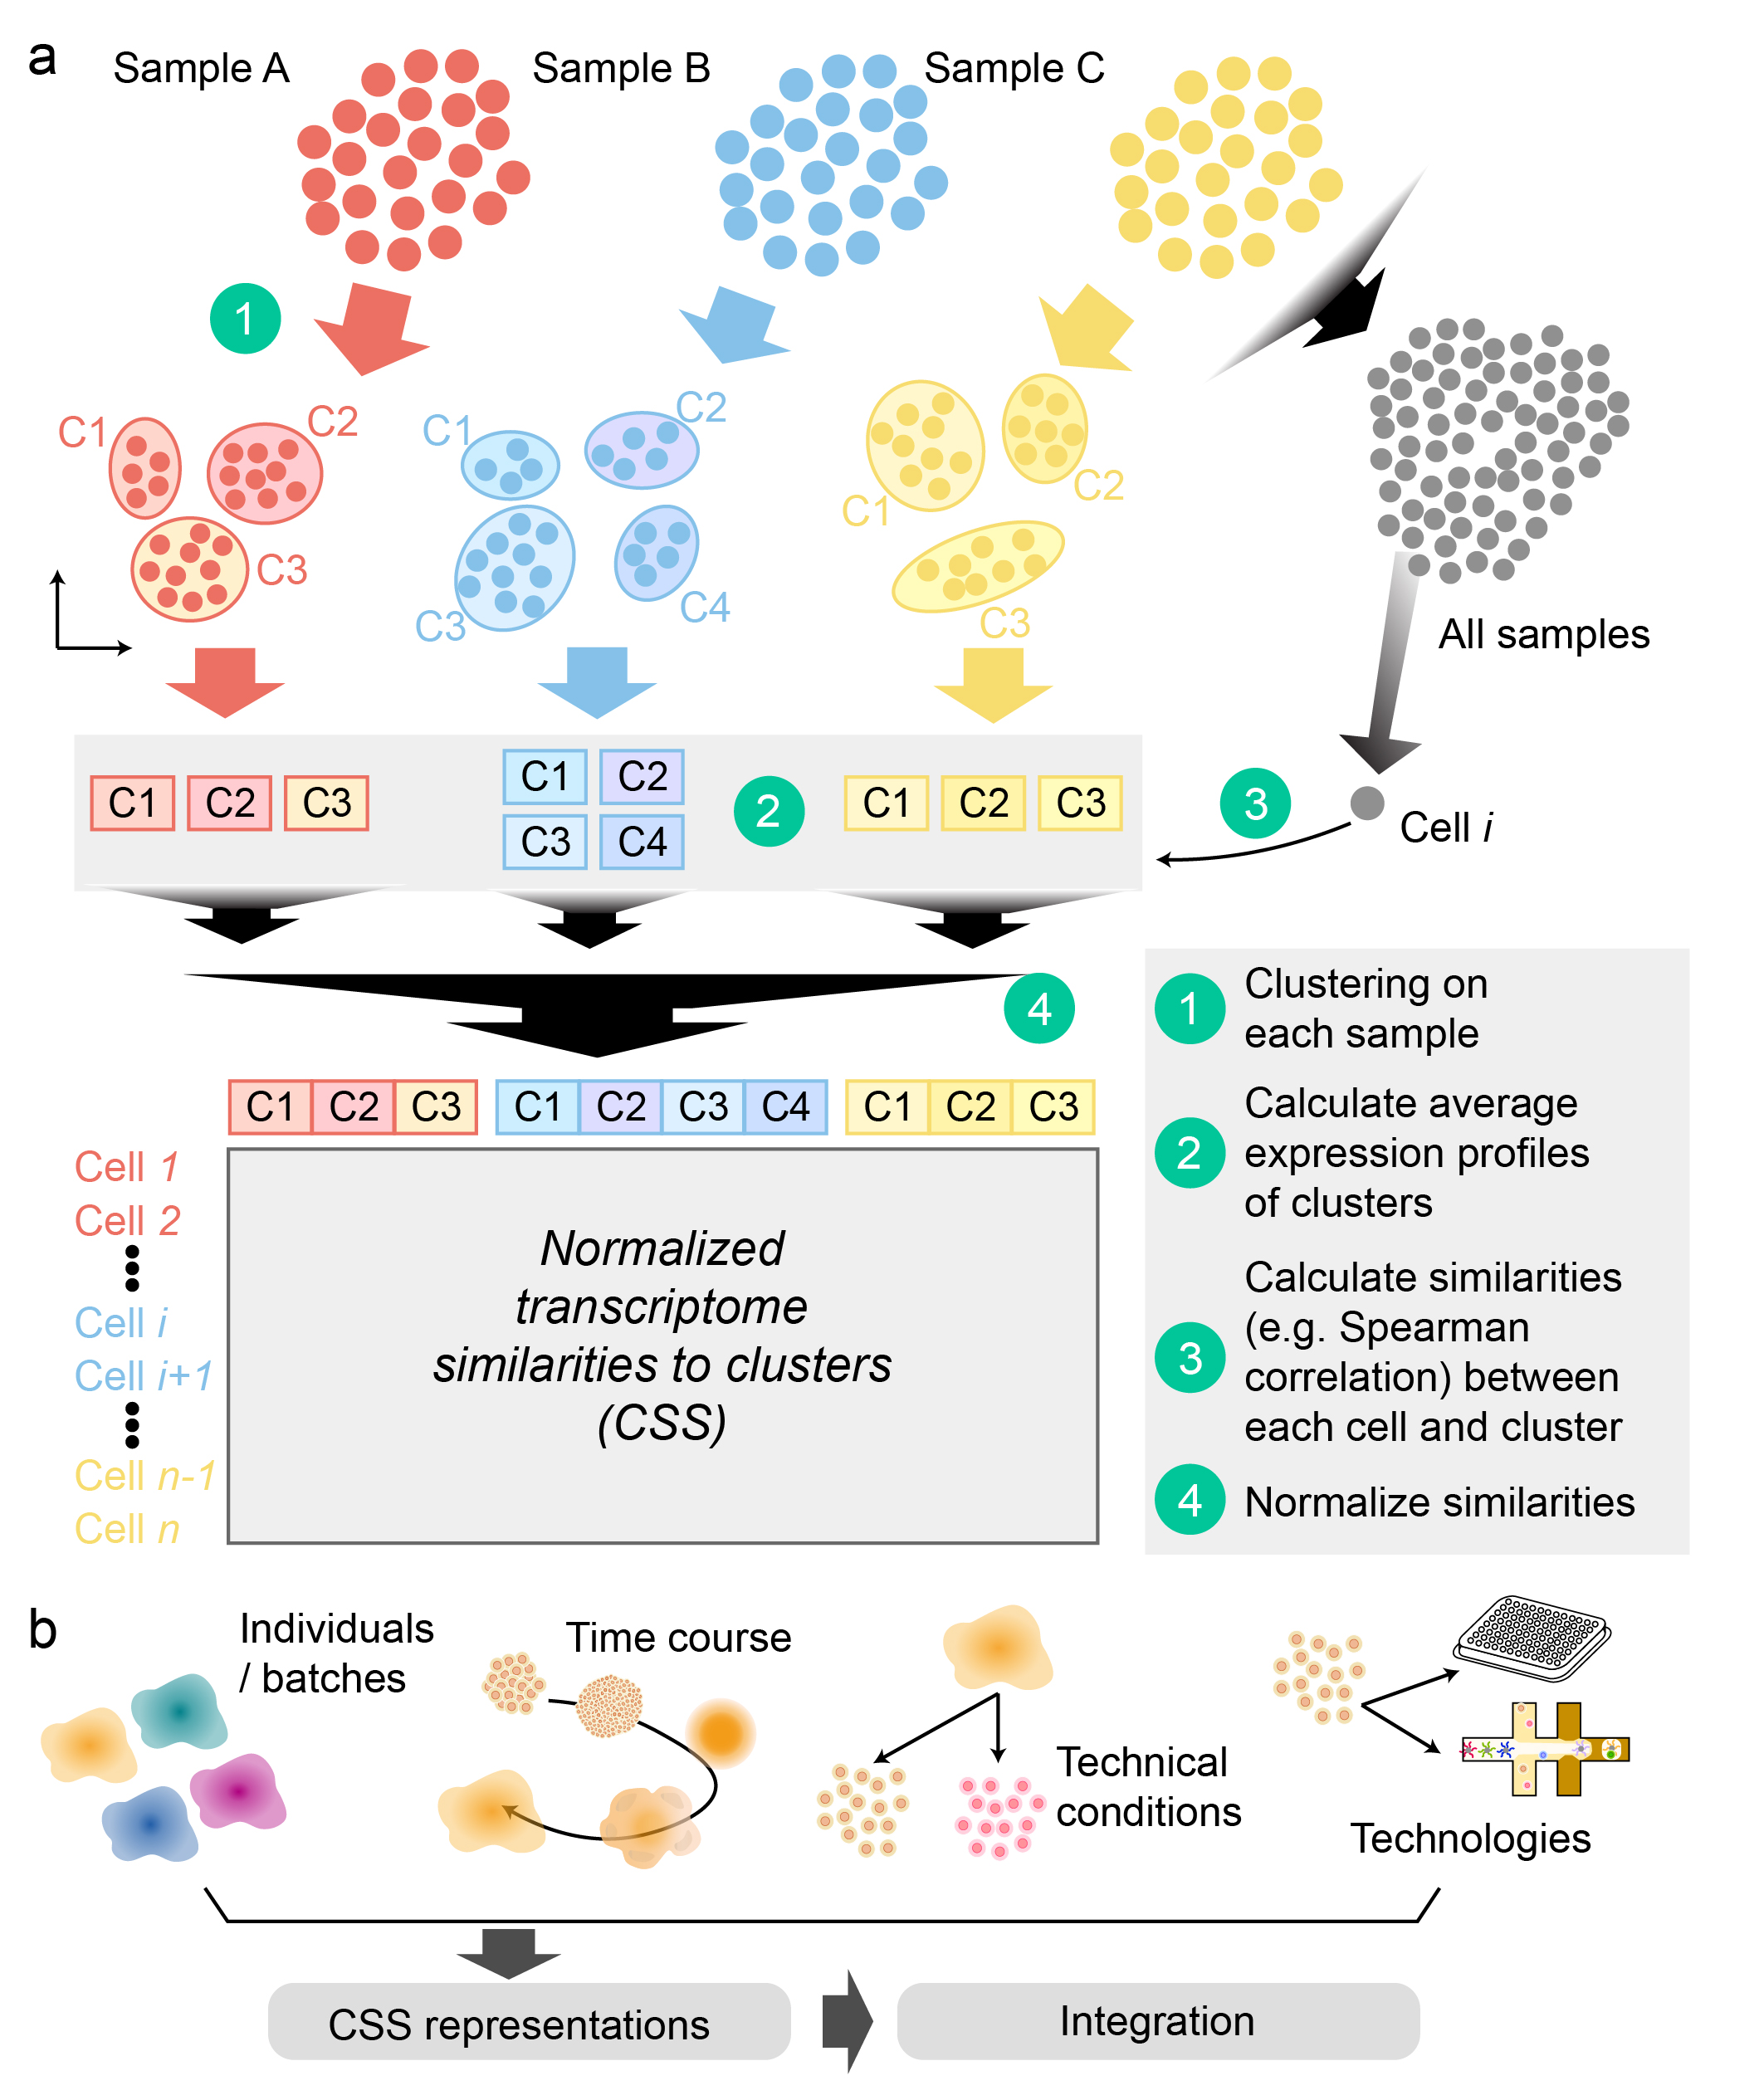 a
Sample A
Sample B
Sample C
1
C1
C2
C3
C1
C2
C3
C4
C1
C2
C3
All samples
C1 C2 C3
C1 C2
C3 C4
2
C1 C2 C3
3
Cell i
4
C1 C2 C3 C1 C2 C3 C4 C1 C2 C3
Cell 1
Cell 2
Cell i
Cell i+1
Cell n-1
Cell n
Normalized
transcriptome
similarities to clusters
(CSS)
1
Clustering on
each sample
2
Calculate average
expression profiles
of clusters
3
Calculate similarities
(e.g. Spearman
correlation) between
each cell and cluster
4
Normalize similarities
b
Individuals
/ batches
Time course
Technical
conditions
Technologies
CSS representations
Integration